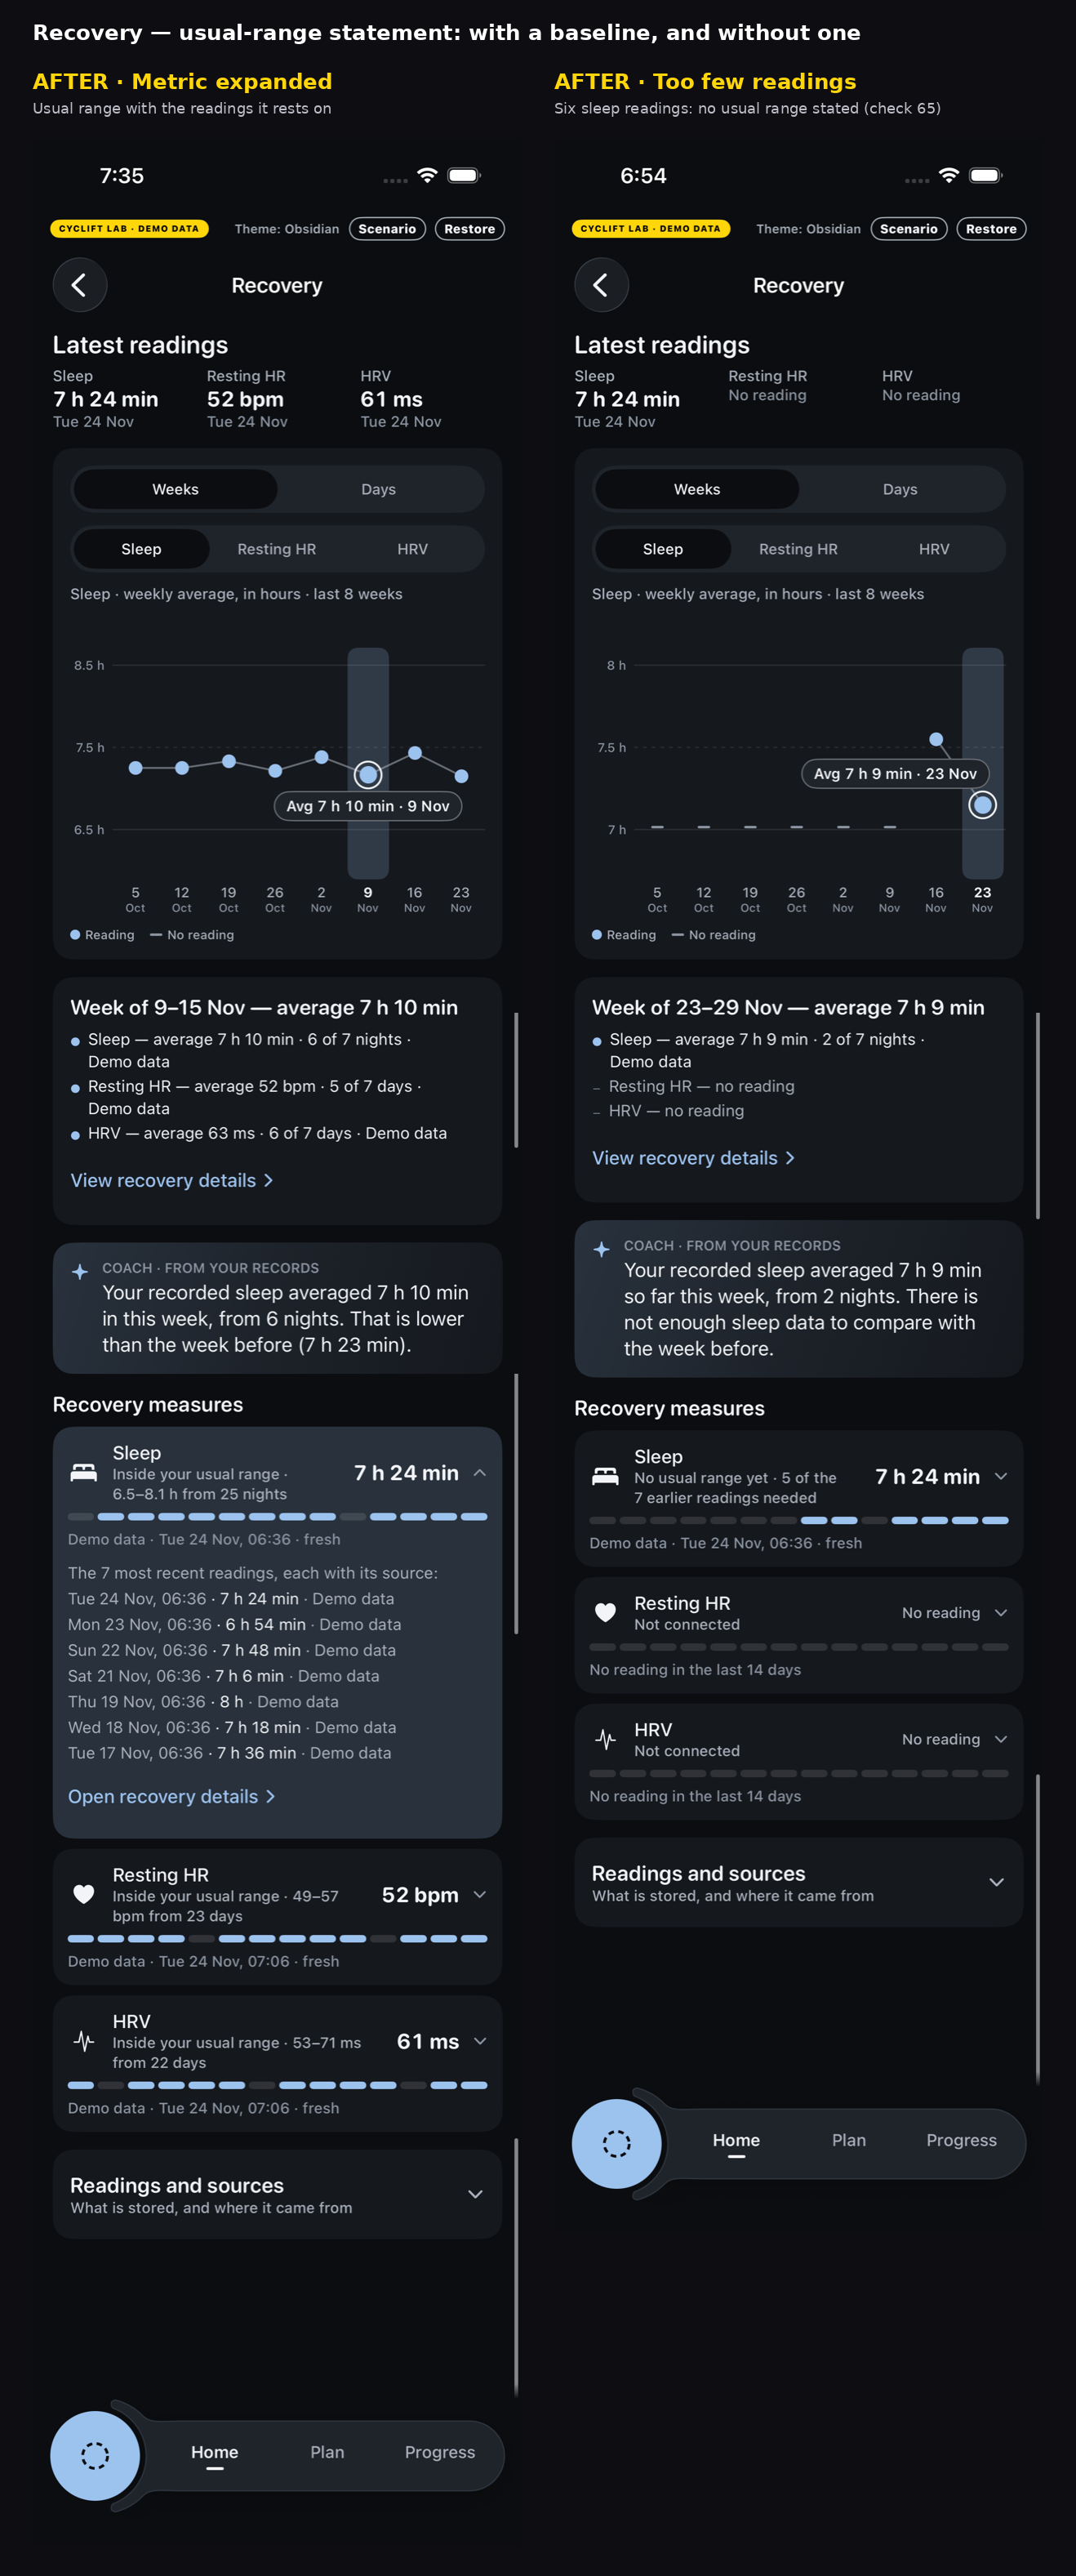 Recovery — usual-range statement: with a baseline, and without one
AFTER · Metric expanded
Usual range with the readings it rests on
7:35
CYCLIFT LAB · DEMO DATA
Theme: Obsidian
Scenario
Restore
Recovery
Latest readings
Sleep
7 h 24 min
Tue 24 Nov
Resting HR
52 bpm
Tue 24 Nov
HRV
61 ms
Tue 24 Nov
Weeks
Days
Sleep
Resting HR
HRV
Sleep · weekly average, in hours · last 8 weeks
8.5 h
7.5 h
Avg 7 h 10 min · 9 Nov
6.5 h
5 12 19 26 2 9 16 23
Oct Oct Oct Oct Nov Nov Nov Nov
Reading
No reading
Week of 9–15 Nov — average 7 h 10 min
Sleep — average 7 h 10 min · 6 of 7 nights ·
Demo data
Resting HR — average 52 bpm · 5 of 7 days ·
Demo data
HRV — average 63 ms · 6 of 7 days · Demo data
View recovery details
COACH · FROM YOUR RECORDS
Your recorded sleep averaged 7 h 10 min
in this week, from 6 nights. That is lower
than the week before (7 h 23 min).
Recovery measures
Sleep
Inside your usual range ·
6.5–8.1 h from 25 nights
7 h 24 min
Demo data · Tue 24 Nov, 06:36 · fresh
The 7 most recent readings, each with its source:
Tue 24 Nov, 06:36 · 7 h 24 min · Demo data
Mon 23 Nov, 06:36 · 6 h 54 min · Demo data
Sun 22 Nov, 06:36 · 7 h 48 min · Demo data
Sat 21 Nov, 06:36 · 7 h 6 min · Demo data
Thu 19 Nov, 06:36 · 8 h · Demo data
Wed 18 Nov, 06:36 · 7 h 18 min · Demo data
Tue 17 Nov, 06:36 · 7 h 36 min · Demo data
Open recovery details
Resting HR
Inside your usual range · 49–57
bpm from 23 days
52 bpm
Demo data · Tue 24 Nov, 07:06 · fresh
HRV
Inside your usual range · 53–71 ms
from 22 days
61 ms
Demo data · Tue 24 Nov, 07:06 · fresh
Readings and sources
What is stored, and where it came from
Home
Plan
Progress
AFTER · Too few readings
Six sleep readings: no usual range stated (check 65)
6:54
CYCLIFT LAB · DEMO DATA
Theme: Obsidian
Scenario
Restore
Recovery
Latest readings
Sleep
7 h 24 min
Tue 24 Nov
Resting HR
No reading
HRV
No reading
Weeks
Days
Sleep
Resting HR
HRV
Sleep · weekly average, in hours · last 8 weeks
8 h
7.5 h
Avg 7 h 9 min · 23 Nov
7 h
5 12 19 26 2 9 16 23
Oct Oct Oct Oct Nov Nov Nov Nov
Reading
No reading
Week of 23–29 Nov — average 7 h 9 min
Sleep — average 7 h 9 min · 2 of 7 nights ·
Demo data
– Resting HR — no reading
– HRV — no reading
View recovery details
COACH · FROM YOUR RECORDS
Your recorded sleep averaged 7 h 9 min
so far this week, from 2 nights. There is
not enough sleep data to compare with
the week before.
Recovery measures
Sleep
No usual range yet · 5 of the
7 earlier readings needed
7 h 24 min
Demo data · Tue 24 Nov, 06:36 · fresh
Resting HR
Not connected
No reading
No reading in the last 14 days
HRV
Not connected
No reading
No reading in the last 14 days
Readings and sources
What is stored, and where it came from
Home
Plan
Progress